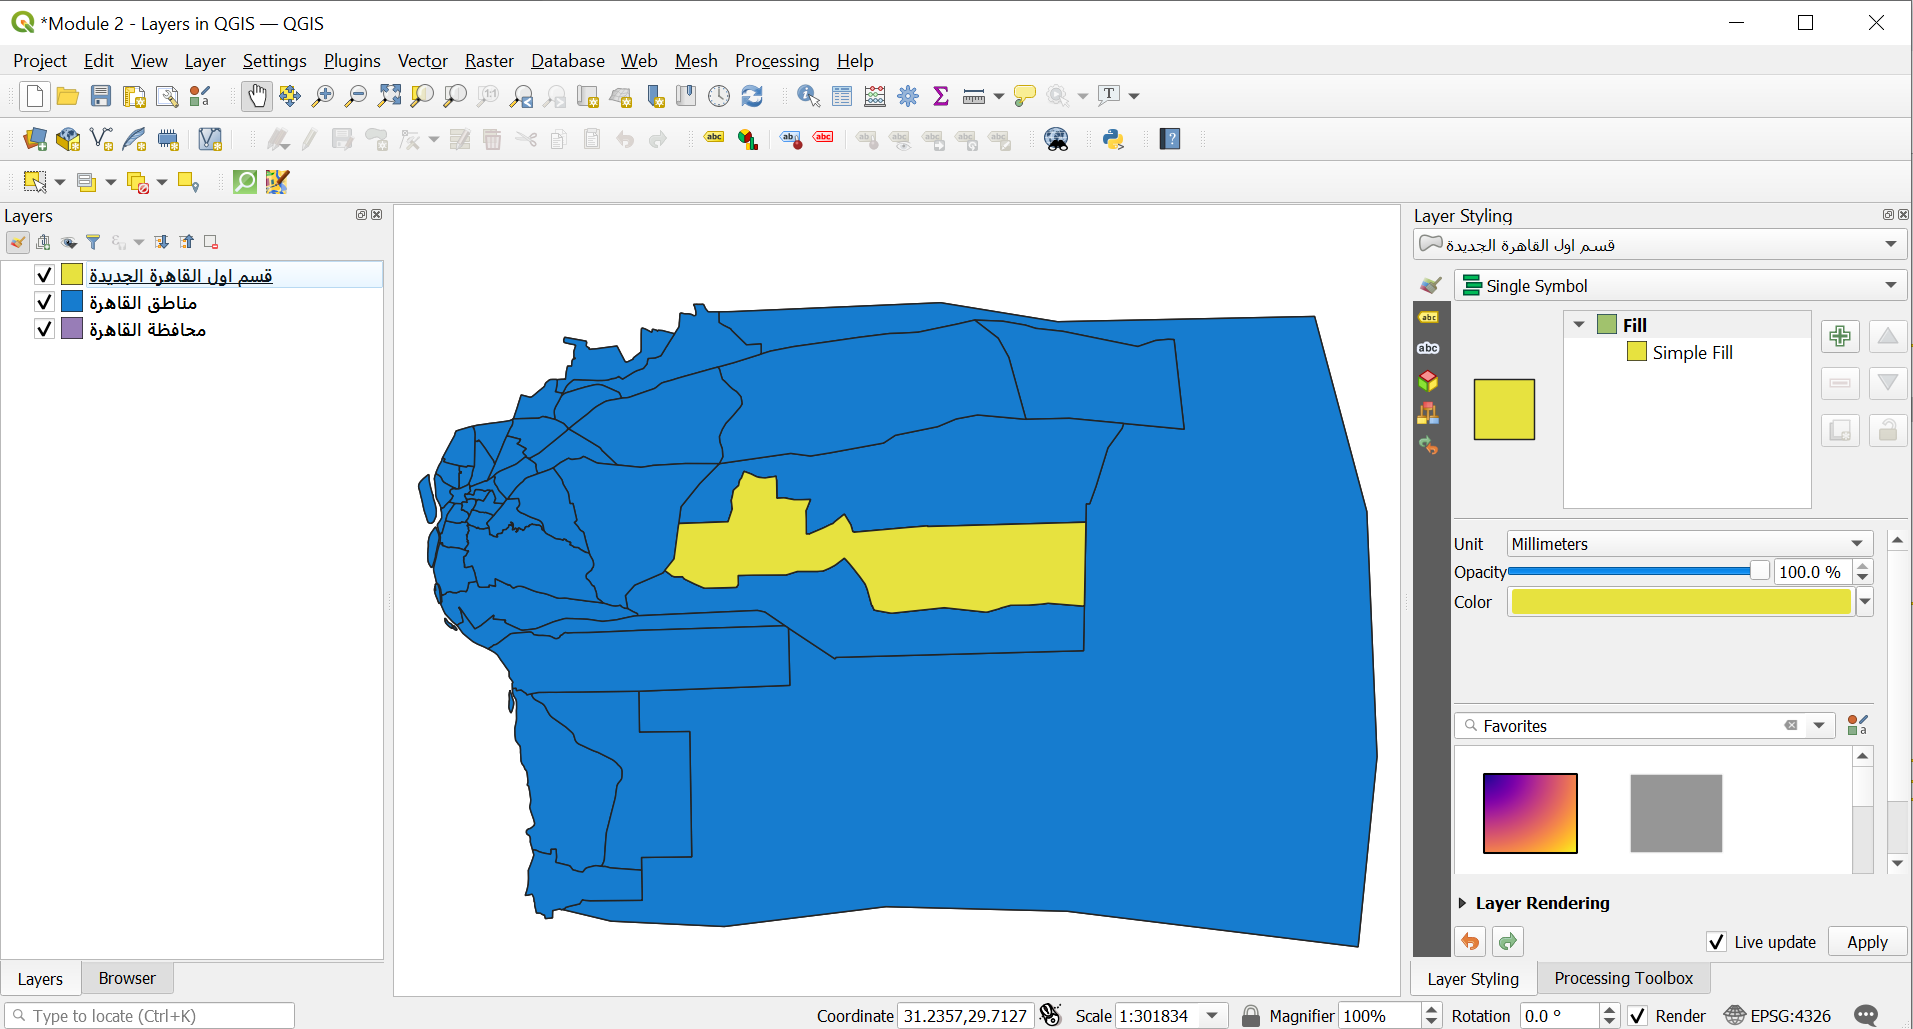 *Module 2 - Layers in QGIS — QGIS
Project Edit View Layer Settings Plugins Vector Raster Database Web Mesh Processing Help
Layers
قسم اول القاهرة الجديدة
مناطق القاهرة
محافظة القاهرة
Layers Browser
Type to locate (Ctrl+K)
Layer Styling
قسم اول القاهرة الجديدة
Single Symbol
Fill
Simple Fill
Unit Millimeters
Opacity 100.0 %
Color
Favorites
Layer Rendering
Live update Apply
Layer Styling Processing Toolbox
Coordinate 31.2357,29.7127 Scale 1:301834 Magnifier 100% Rotation 0.0 ° Render EPSG:4326